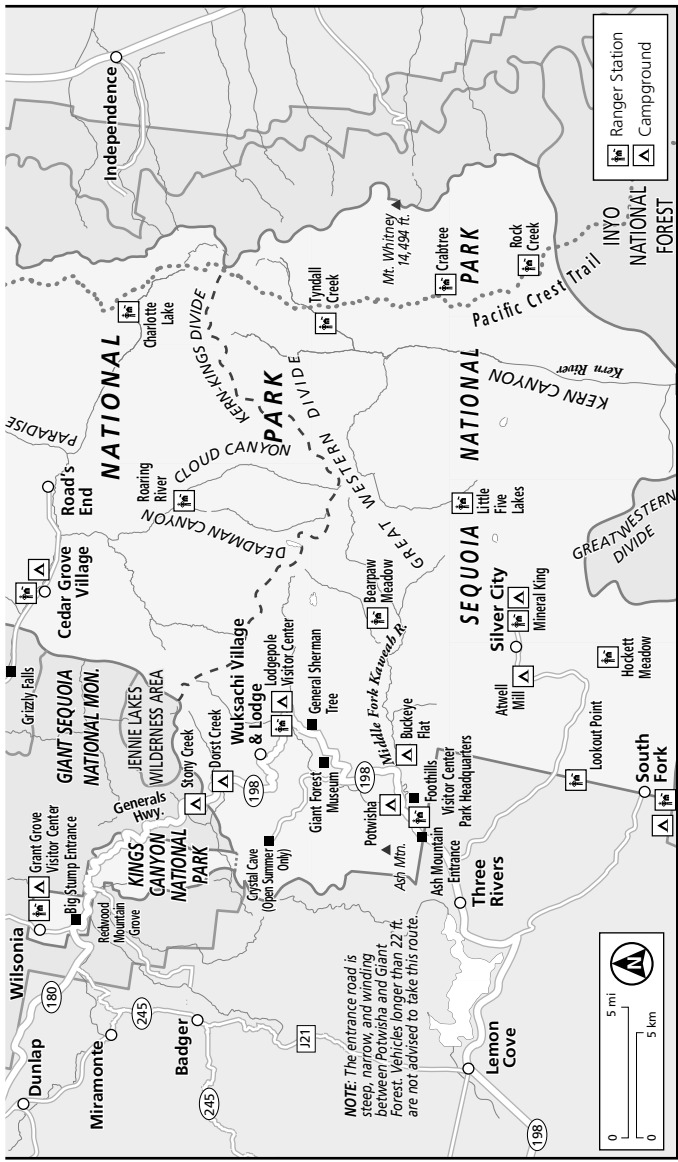 Independence
Ranger Station
Campground
Mt. Whitney
14,494 ft.
Crabtree
Rock
Creek
INYO
NATIONAL
FOREST
Tyndall
Creek
Pacific Crest Trail
Charlotte
Lake
KERN-KINGS DIVIDE
NATIONAL
PARK
GREAT WESTERN DIVIDE
NATIONAL
PARK
Kern River
KERN CANYON
PARADISE
Road's
End
Roaring
River
CLOUD CANYON
DEADMAN CANYON
Little
Five
Lakes
GREAT WESTERN
DIVIDE
Cedar Grove
Village
Bearpaw
Meadow
SEQUOIA
Silver City
Mineral King
Grizzly Falls
GIANT SEQUOIA
NATIONAL MON.
JENNIE LAKES
WILDERNESS AREA
Wuksachi Village
& Lodge
Lodgepole
Visitor Center
General Sherman
Tree
Middle Fork Kaweah R.
Atwell
Mill
Hockett
Meadow
Stony Creek
Dorst Creek
198
Giant Forest
Museum
198
Buckeye
Flat
Potwisha
Foothills
Visitor Center
Park Headquarters
Lookout Point
South
Fork
Generals
Hwy.
Grant Grove
Visitor Center
Big Stump Entrance
KINGS
CANYON
NATIONAL
PARK
Redwood
Mountain
Grove
Crystal Cave
(Open Summer
Only)
Ash Mtn.
Ash Mountain
Entrance
Three
Rivers
Wilsonia
180
245
Dunlap
Miramonte
Badger
245
J21
NOTE: The entrance road is
steep, narrow, and winding
between Potwisha and Giant
Forest. Vehicles longer than 22 ft.
are not advised to take this route.
Lemon
Cove
198
N
0 5 mi
0 5 km